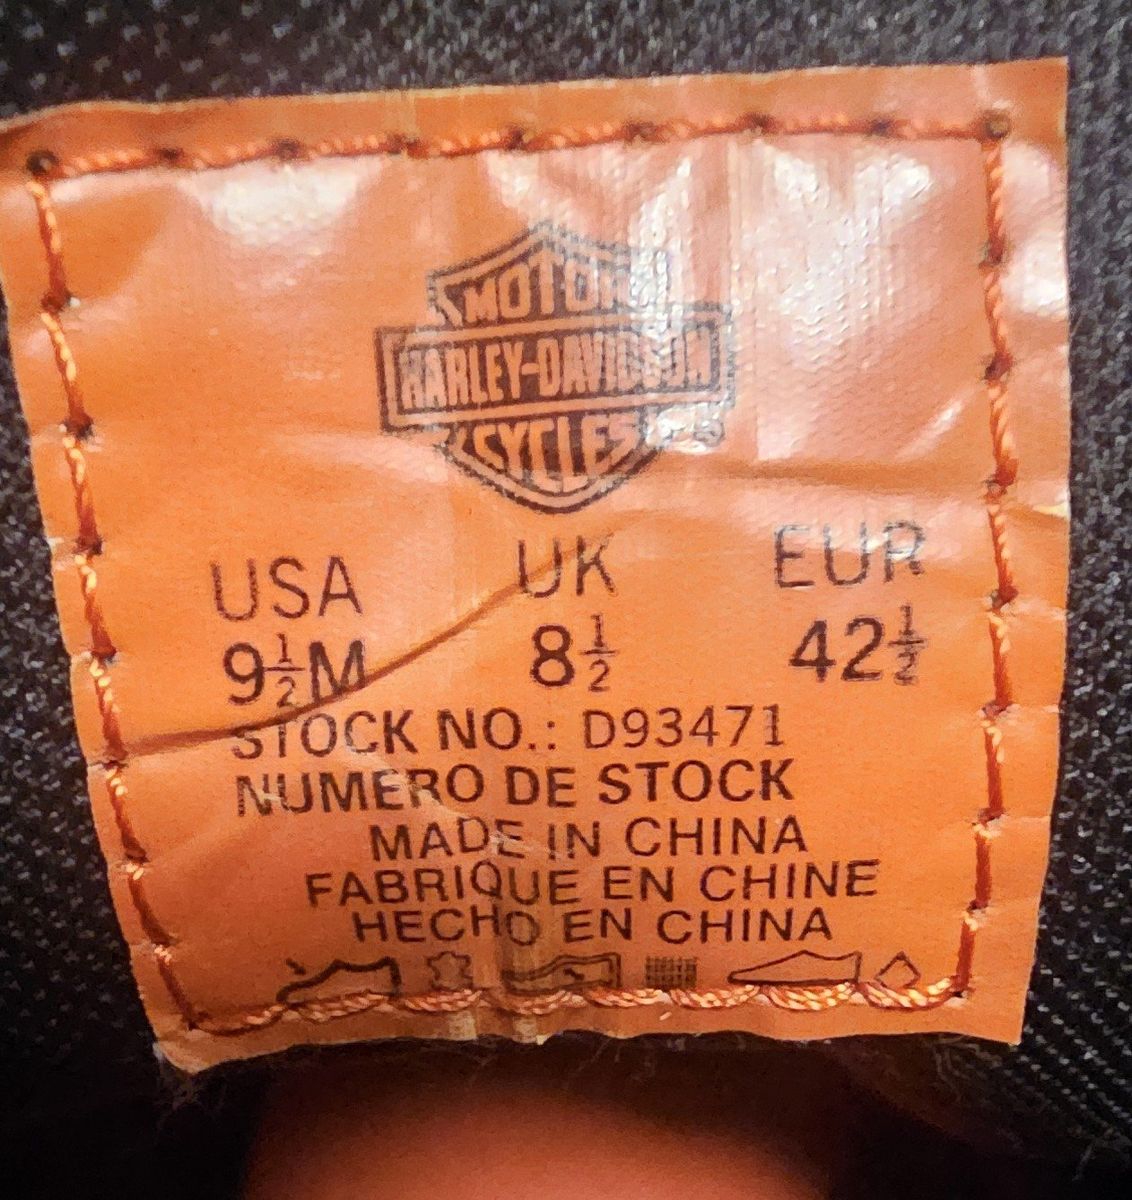 MOTOR
HARLEY-DAVIDSON
CYCLES
USA UK EUR
9½M 8½ 42½
STOCK NO.: D93471
NUMERO DE STOCK
MADE IN CHINA
FABRIQUE EN CHINE
HECHO EN CHINA